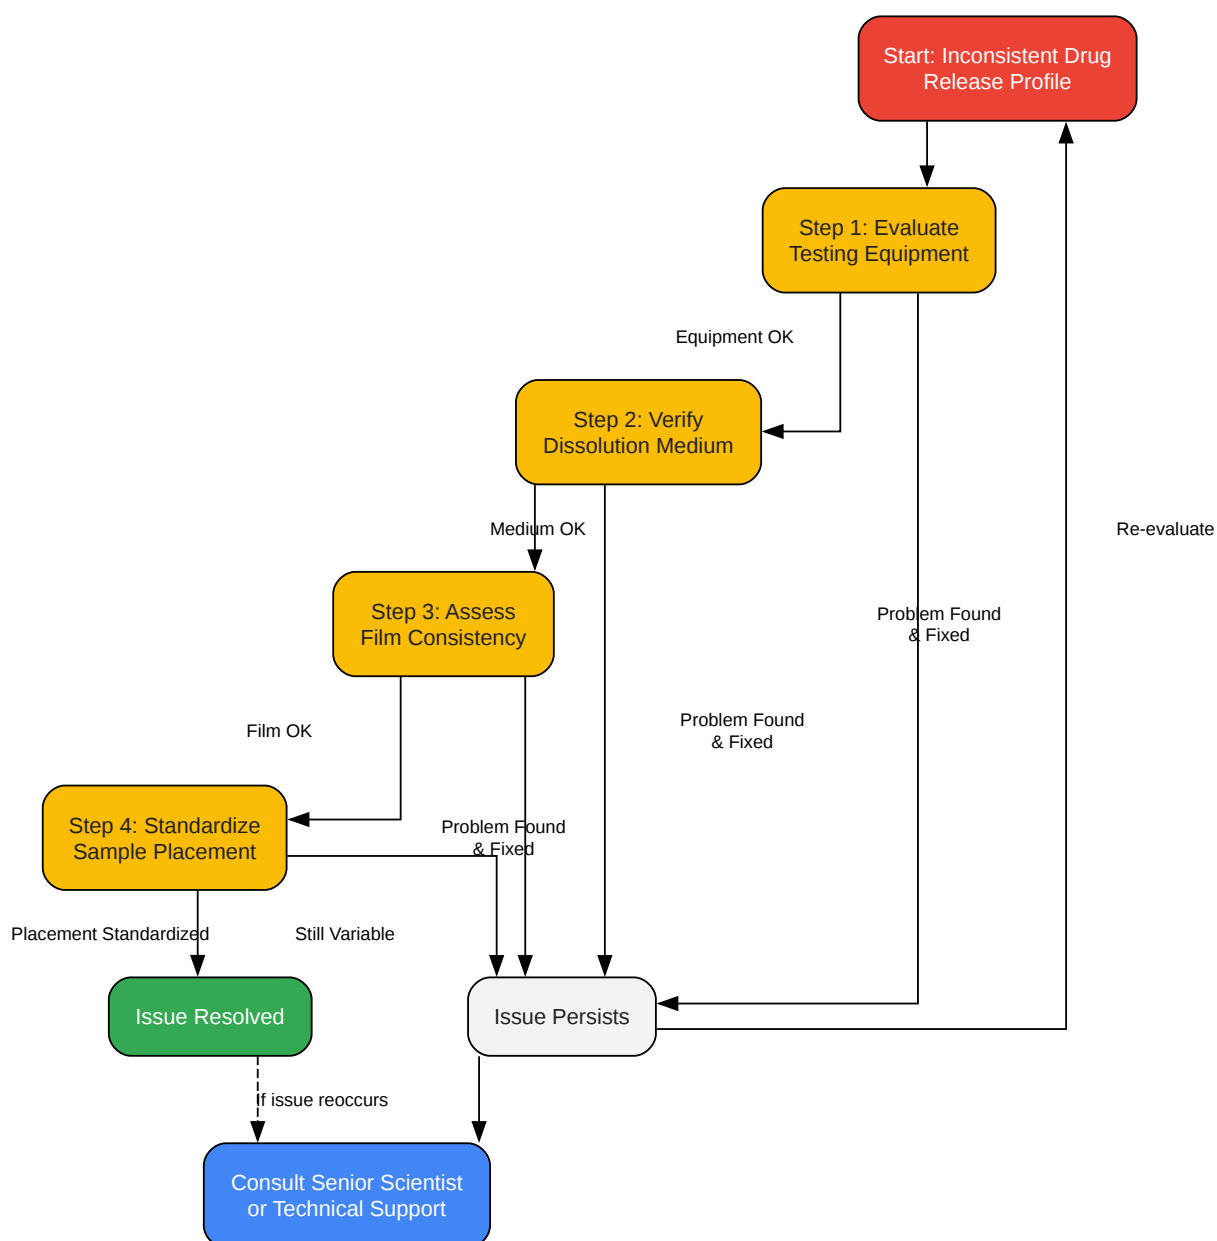 Start: Inconsistent Drug
Release Profile
Step 1: Evaluate
Testing Equipment
Equipment OK
Step 2: Verify
Dissolution Medium
Medium OK
Re-evaluate
Step 3: Assess
Film Consistency
Problem Found
& Fixed
Film OK
Problem Found
& Fixed
Step 4: Standardize
Sample Placement
Problem Found
& Fixed
Placement Standardized
Still Variable
Issue Resolved
Issue Persists
If issue reoccurs
Consult Senior Scientist
or Technical Support